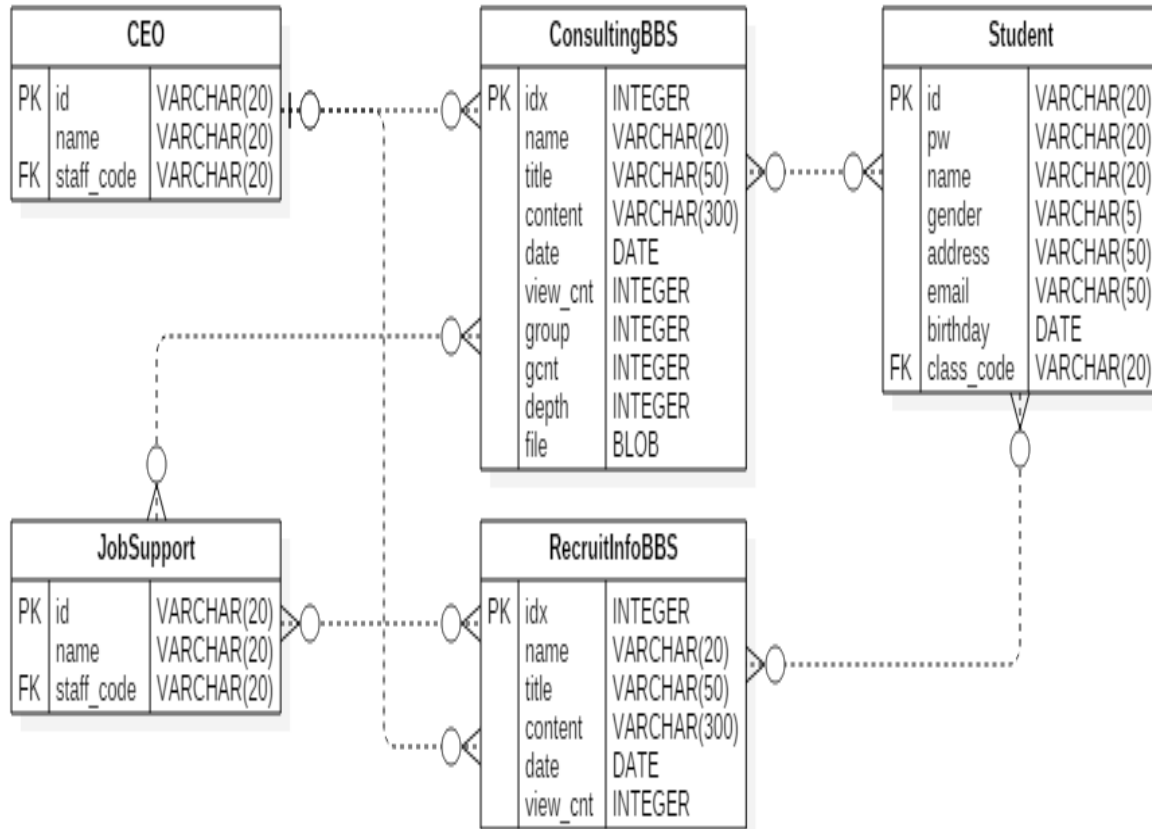 CEO
PK id VARCHAR(20)
name VARCHAR(20)
FK staff_code VARCHAR(20)
ConsultingBBS
PK idx INTEGER
name VARCHAR(20)
title VARCHAR(50)
content VARCHAR(300)
date DATE
view_cnt INTEGER
group INTEGER
gcnt INTEGER
depth INTEGER
file BLOB
Student
PK id VARCHAR(20)
pw VARCHAR(20)
name VARCHAR(20)
gender VARCHAR(5)
address VARCHAR(50)
email VARCHAR(50)
birthday DATE
FK class_code VARCHAR(20)
JobSupport
PK id VARCHAR(20)
name VARCHAR(20)
FK staff_code VARCHAR(20)
RecruitInfoBBS
PK idx INTEGER
name VARCHAR(20)
title VARCHAR(50)
content VARCHAR(300)
date DATE
view_cnt INTEGER